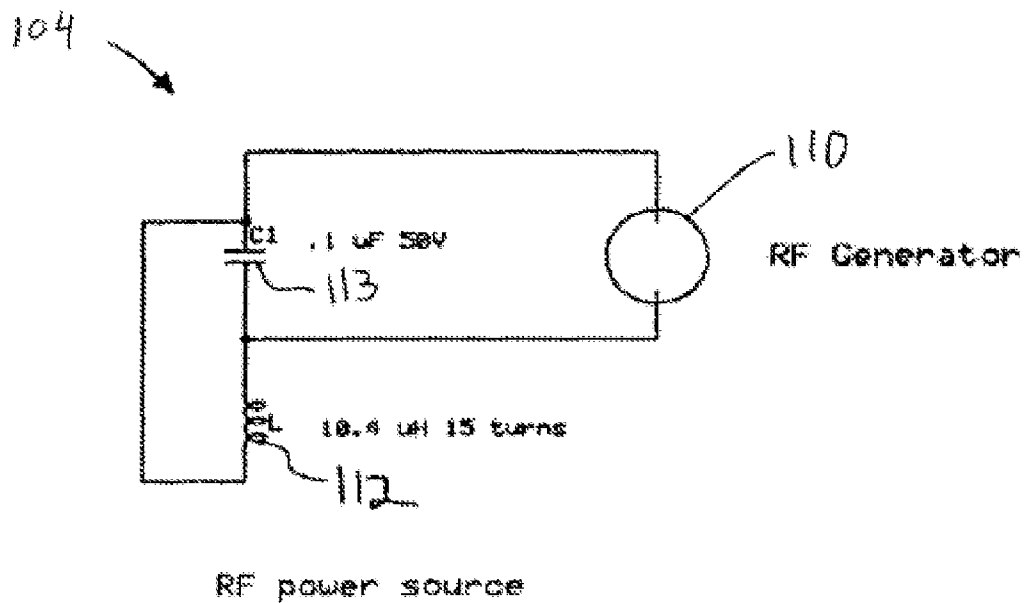 104
110
C1 .1 uF 50V
RF Generator
113
L 10.4 uH 15 turns
112
RF power source